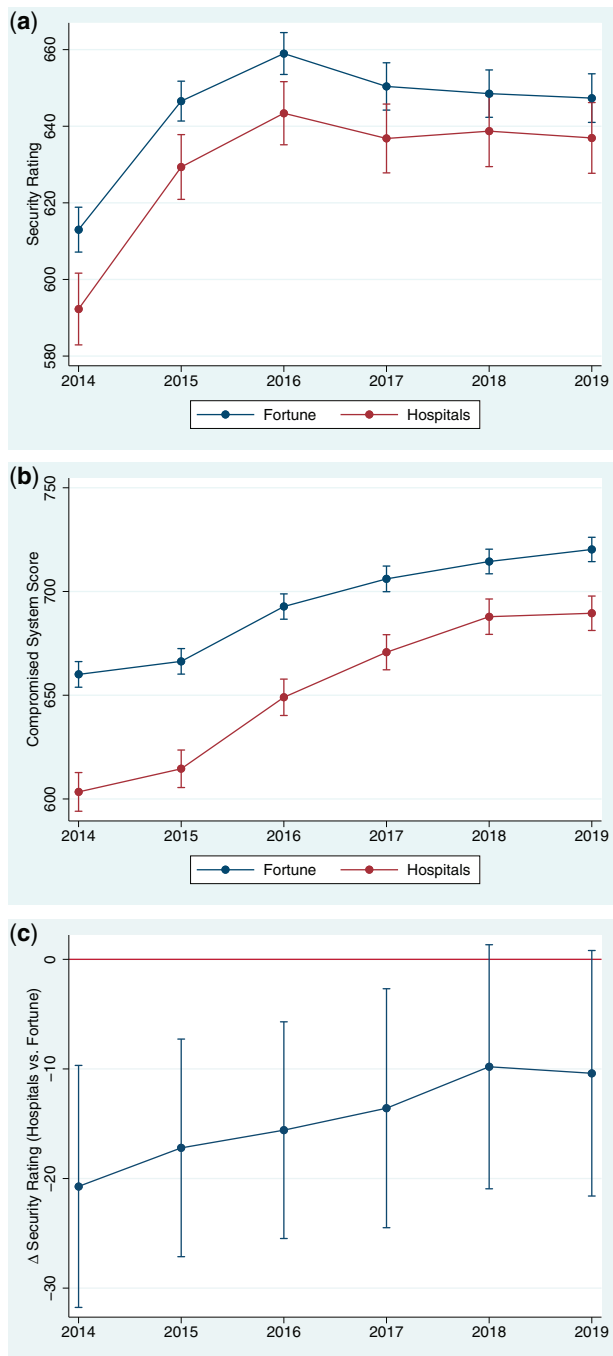 (a)
Security Rating
660
640
620
600
580
2014 2015 2016 2017 2018 2019
Fortune Hospitals
(b)
Compromised System Score
750
700
650
600
2014 2015 2016 2017 2018 2019
Fortune Hospitals
(c)
Δ Security Rating (Hospitals vs. Fortune)
0
−10
−20
−30
2014 2015 2016 2017 2018 2019